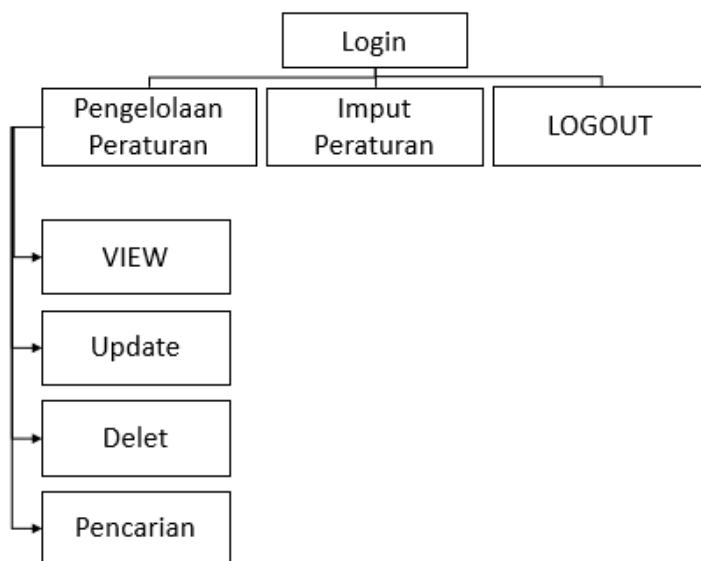 Login
Pengelolaan
Peraturan
Imput
Peraturan
LOGOUT
VIEW
Update
Delet
Pencarian